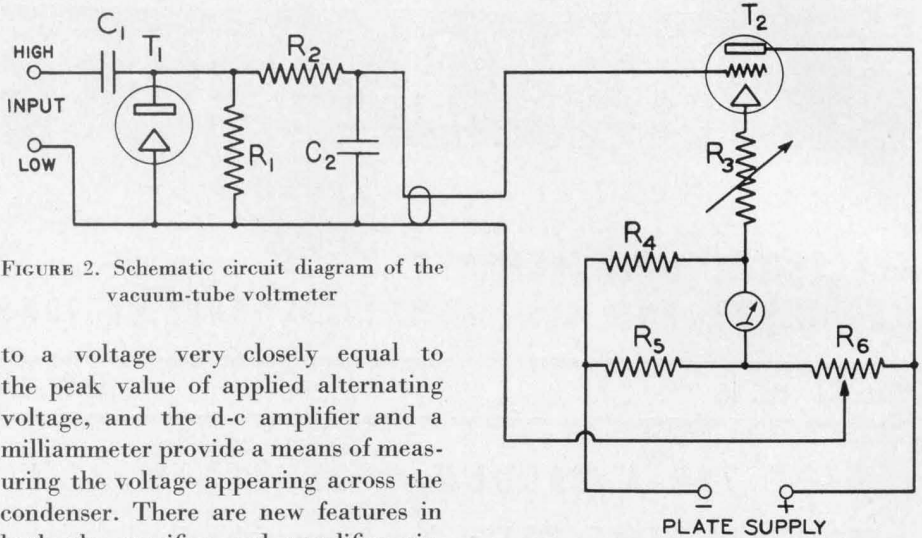 C1
T1
R2
HIGH
INPUT
LOW
R1
C2
T2
R3
R4
R5
R6
- +
PLATE SUPPLY
FIGURE 2. Schematic circuit diagram of the
vacuum-tube voltmeter
to a voltage very closely equal to
the peak value of applied alternating
voltage, and the d-c amplifier and a
milliammeter provide a means of meas-
uring the voltage appearing across the
condenser. There are new features in